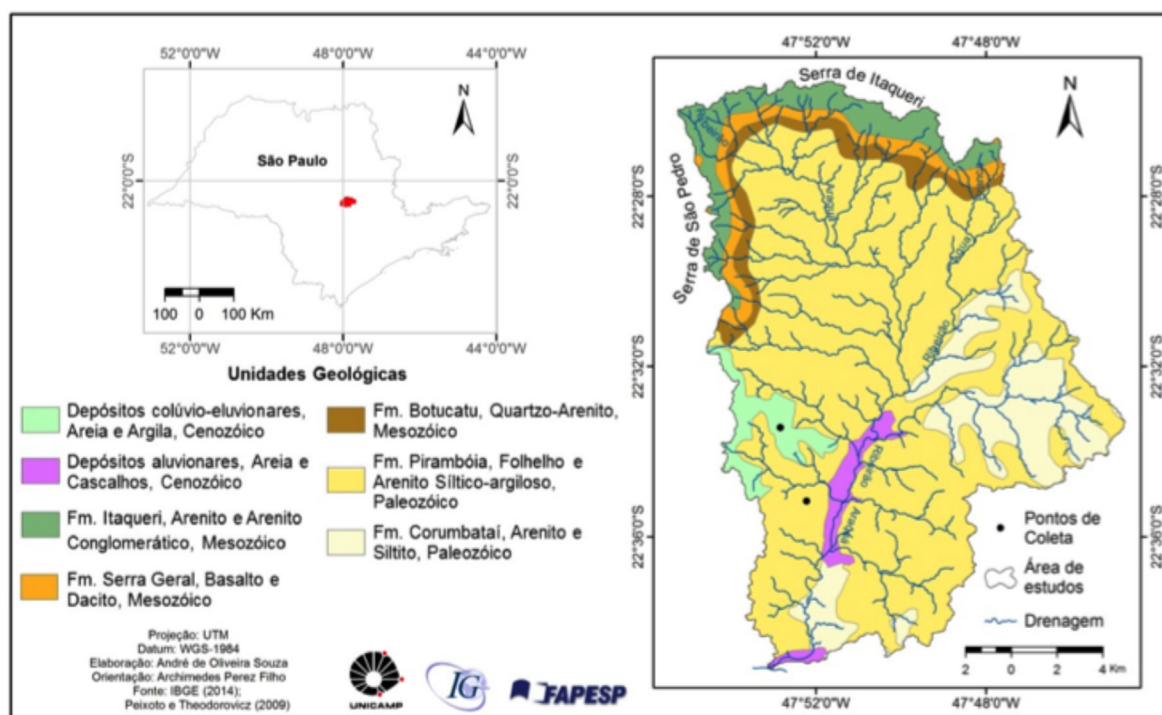 52°0'0"W
48°0'0"W
44°0'0"W
N
São Paulo
22°0'0"S
22°0'0"S
100 0 100 Km
52°0'0"W
48°0'0"W
44°0'0"W
Unidades Geológicas
Depósitos colúvio-eluvionares,
Areia e Argila, Cenozóico
Depósitos aluvionares, Areia e
Cascalhos, Cenozóico
Fm. Itaqueri, Arenito e Arenito
Conglomerático, Mesozóico
Fm. Serra Geral, Basalto e
Dacito, Mesozóico
Fm. Botucatu, Quartzo-Arenito,
Mesozóico
Fm. Pirambóia, Folhelho e
Arenito Síltico-argiloso,
Paleozóico
Fm. Corumbataí, Arenito e
Siltito, Paleozóico
Projeção: UTM
Datum: WGS-1984
Elaboração: André de Oliveira Souza
Orientação: Archimedes Perez Filho
Fonte: IBGE (2014);
Peixoto e Theodorovicz (2009)
UNICAMP
IG
FAPESP
47°52'0"W
47°48'0"W
Serra de Itaqueri
N
Ribeirão
Serra de São Pedro
Araquá
22°28'0"S
22°28'0"S
Ribeirão
22°32'0"S
22°32'0"S
Ribeirão
Araquá
22°36'0"S
22°36'0"S
Pontos de
Coleta
Área de
estudos
Drenagem
2 0 2 4 Km
47°52'0"W
47°48'0"W